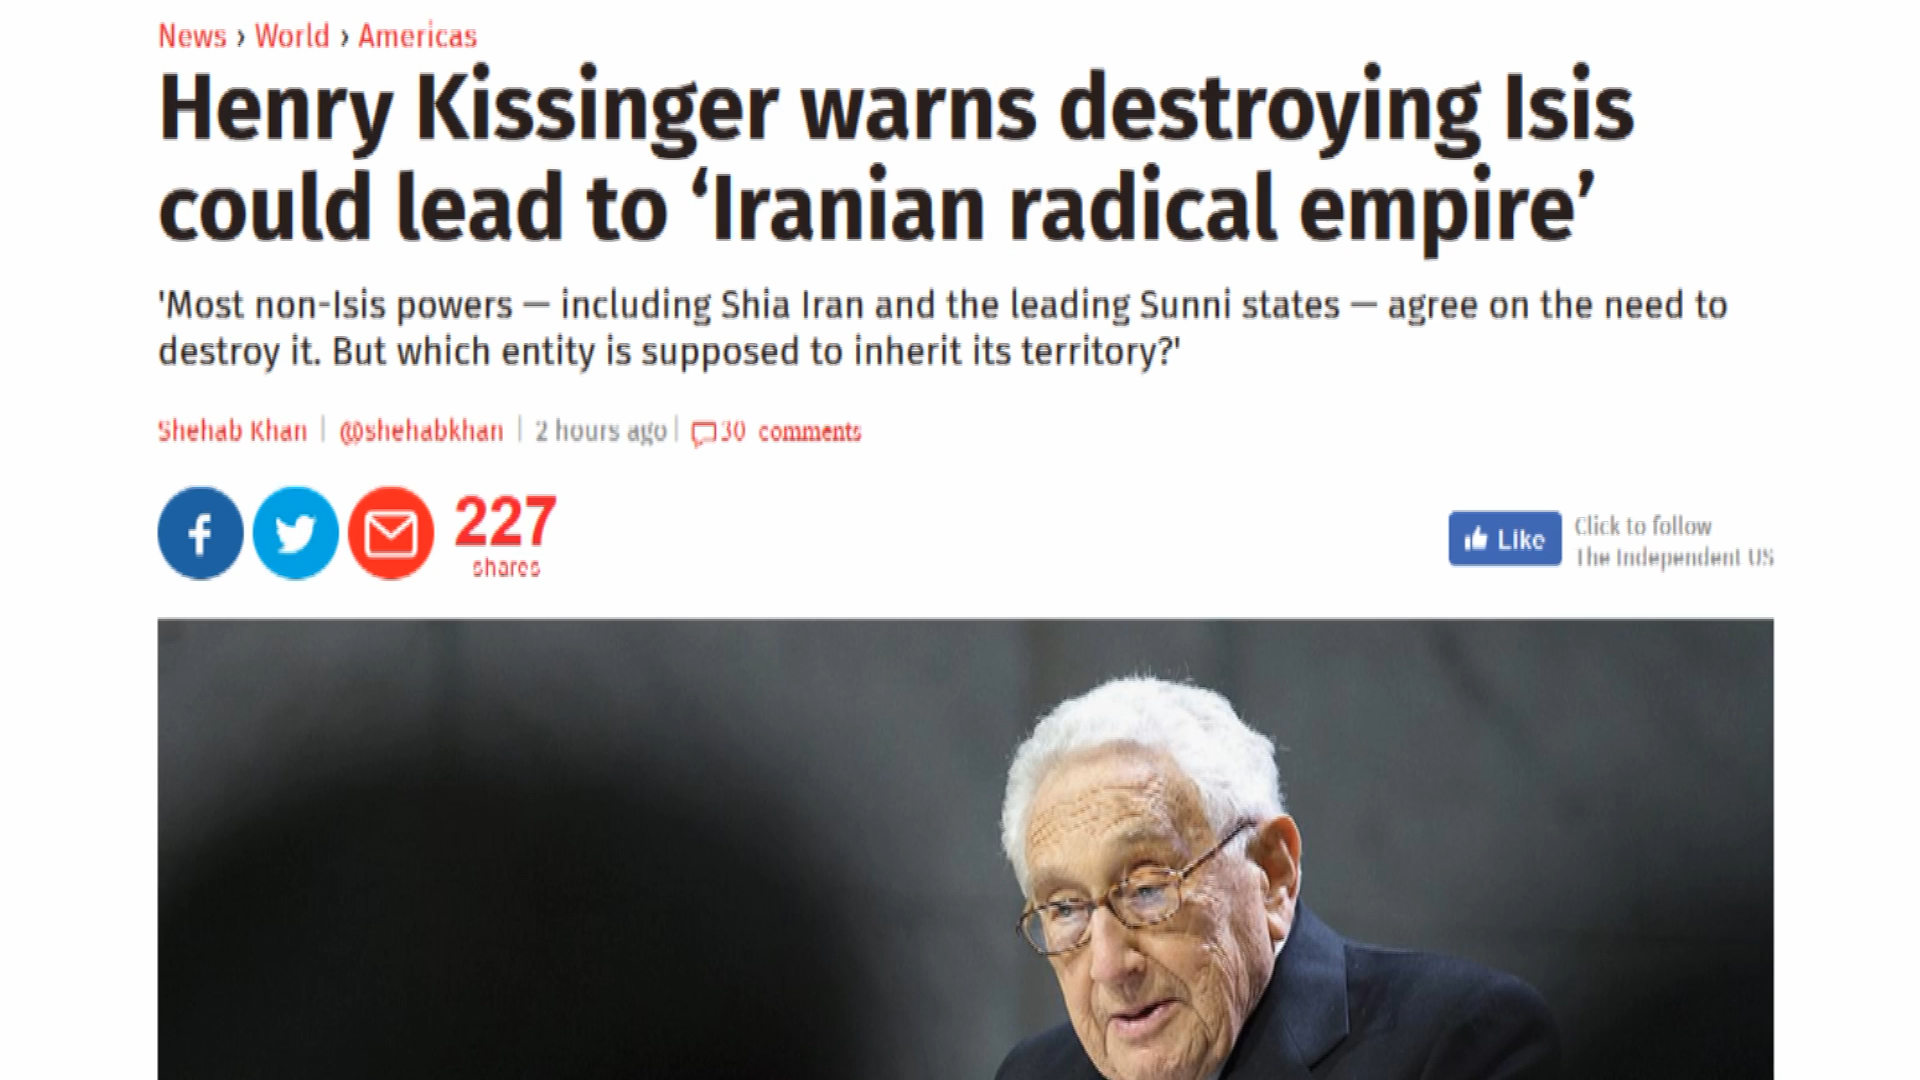 News › World › Americas
Henry Kissinger warns destroying Isis
could lead to ‘Iranian radical empire’
'Most non-Isis powers — including Shia Iran and the leading Sunni states — agree on the need to
destroy it. But which entity is supposed to inherit its territory?'
Shehab Khan | @shehabkhan | 2 hours ago | 30 comments
227
shares
Like
Click to follow
The Independent US